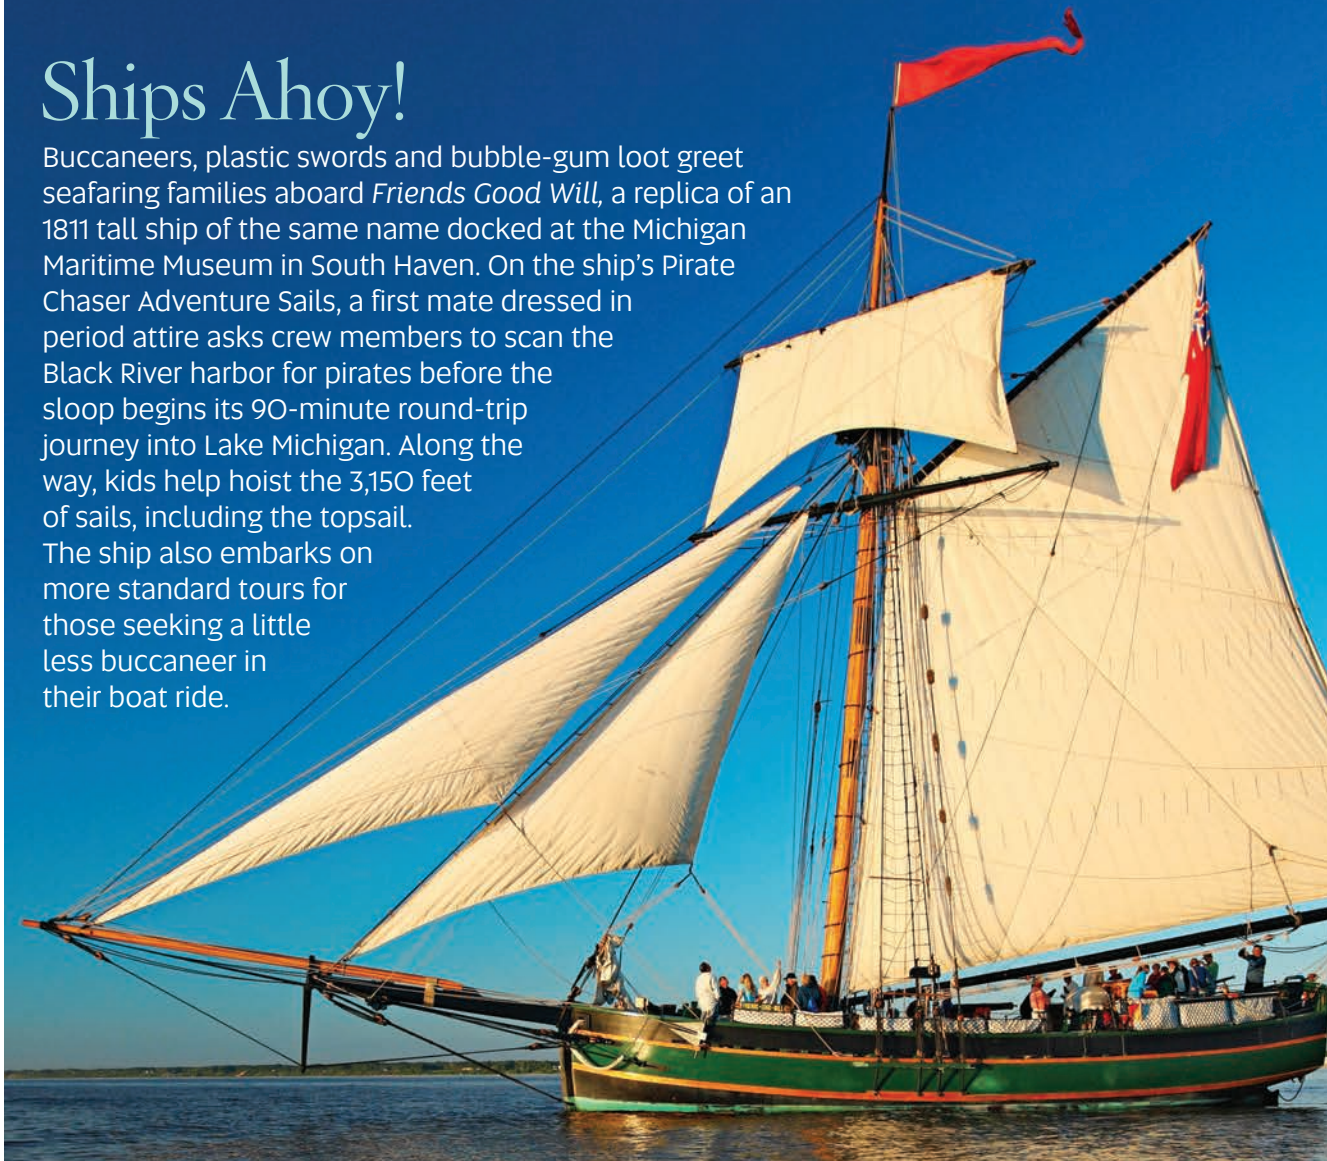 Ships Ahoy!
Buccaneers, plastic swords and bubble-gum loot greet
seafaring families aboard Friends Good Will, a replica of an
1811 tall ship of the same name docked at the Michigan
Maritime Museum in South Haven. On the ship’s Pirate
Chaser Adventure Sails, a first mate dressed in
period attire asks crew members to scan the
Black River harbor for pirates before the
sloop begins its 90-minute round-trip
journey into Lake Michigan. Along the
way, kids help hoist the 3,150 feet
of sails, including the topsail.
The ship also embarks on
more standard tours for
those seeking a little
less buccaneer in
their boat ride.